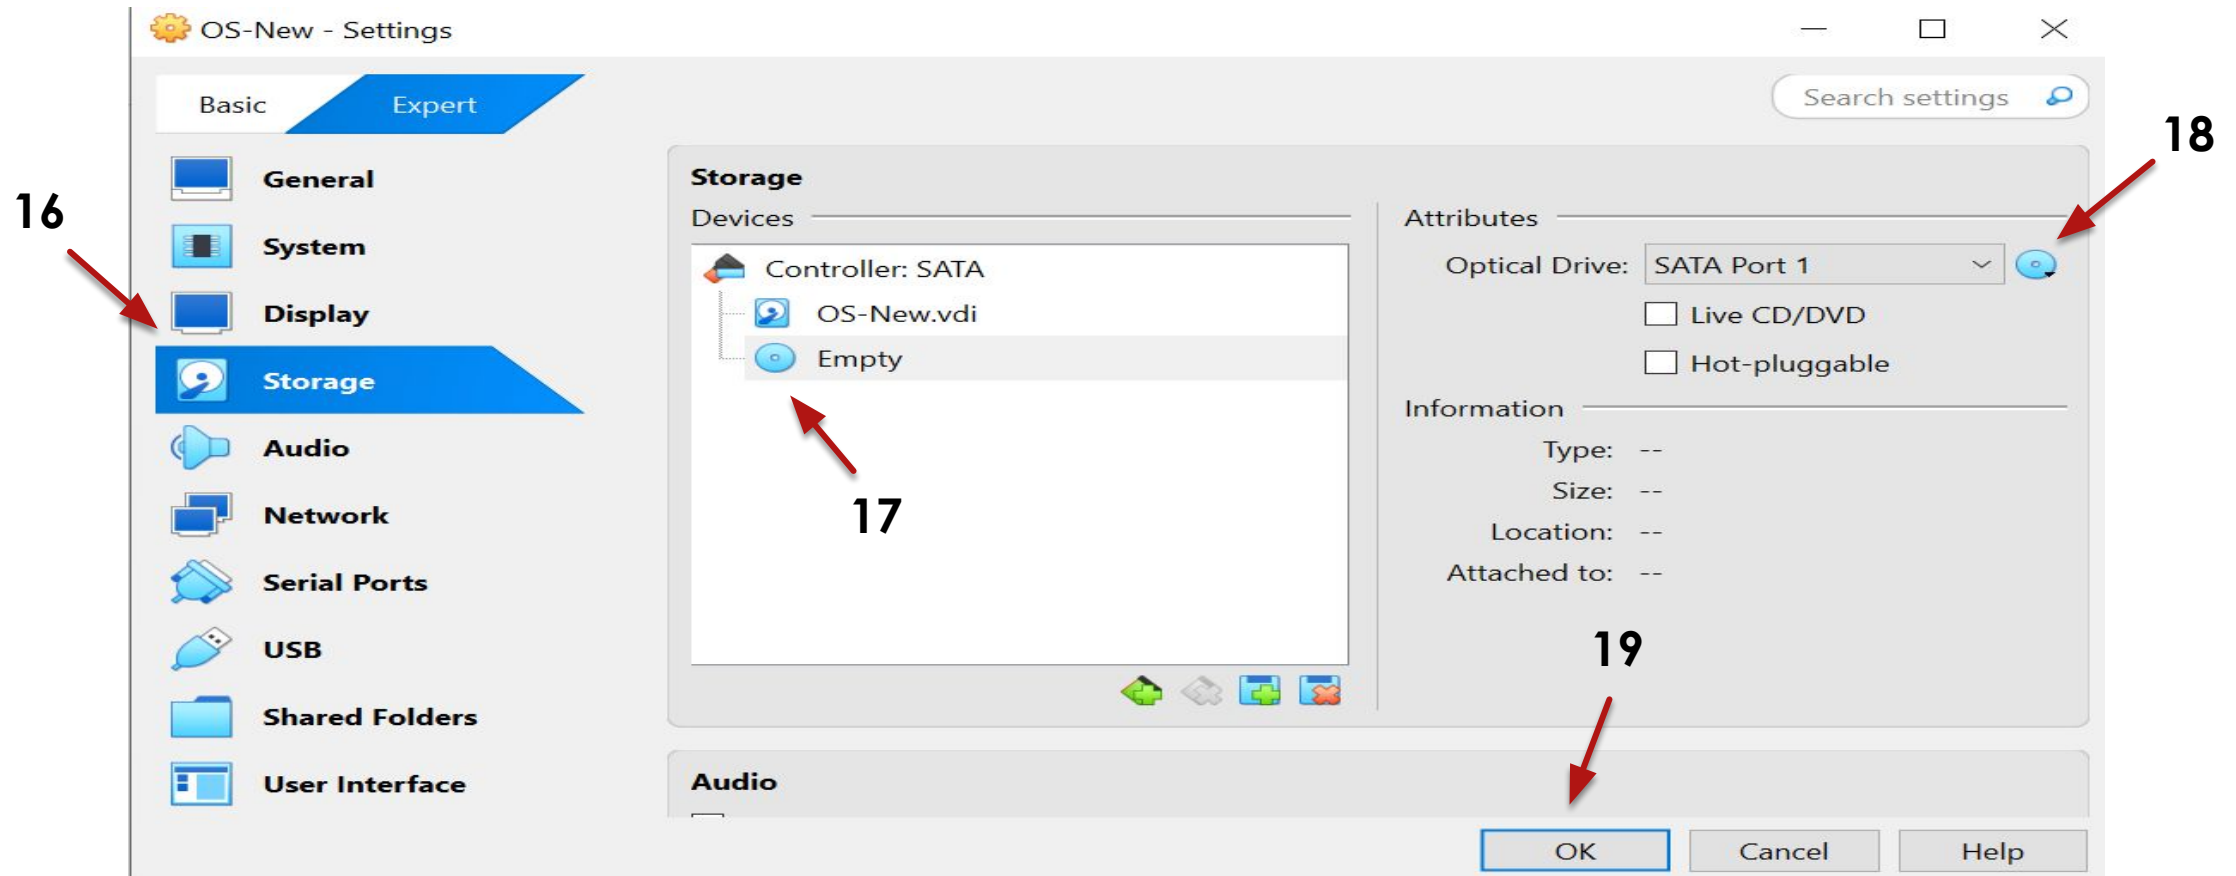 OS-New - Settings
Basic
Expert
Search settings
18
16
General
System
Display
Storage
Audio
Network
Serial Ports
USB
Shared Folders
User Interface
Storage
Devices
Controller: SATA
OS-New.vdi
Empty
17
Attributes
Optical Drive: SATA Port 1
Live CD/DVD
Hot-pluggable
Information
Type: --
Size: --
Location: --
Attached to: --
19
Audio
OK
Cancel
Help